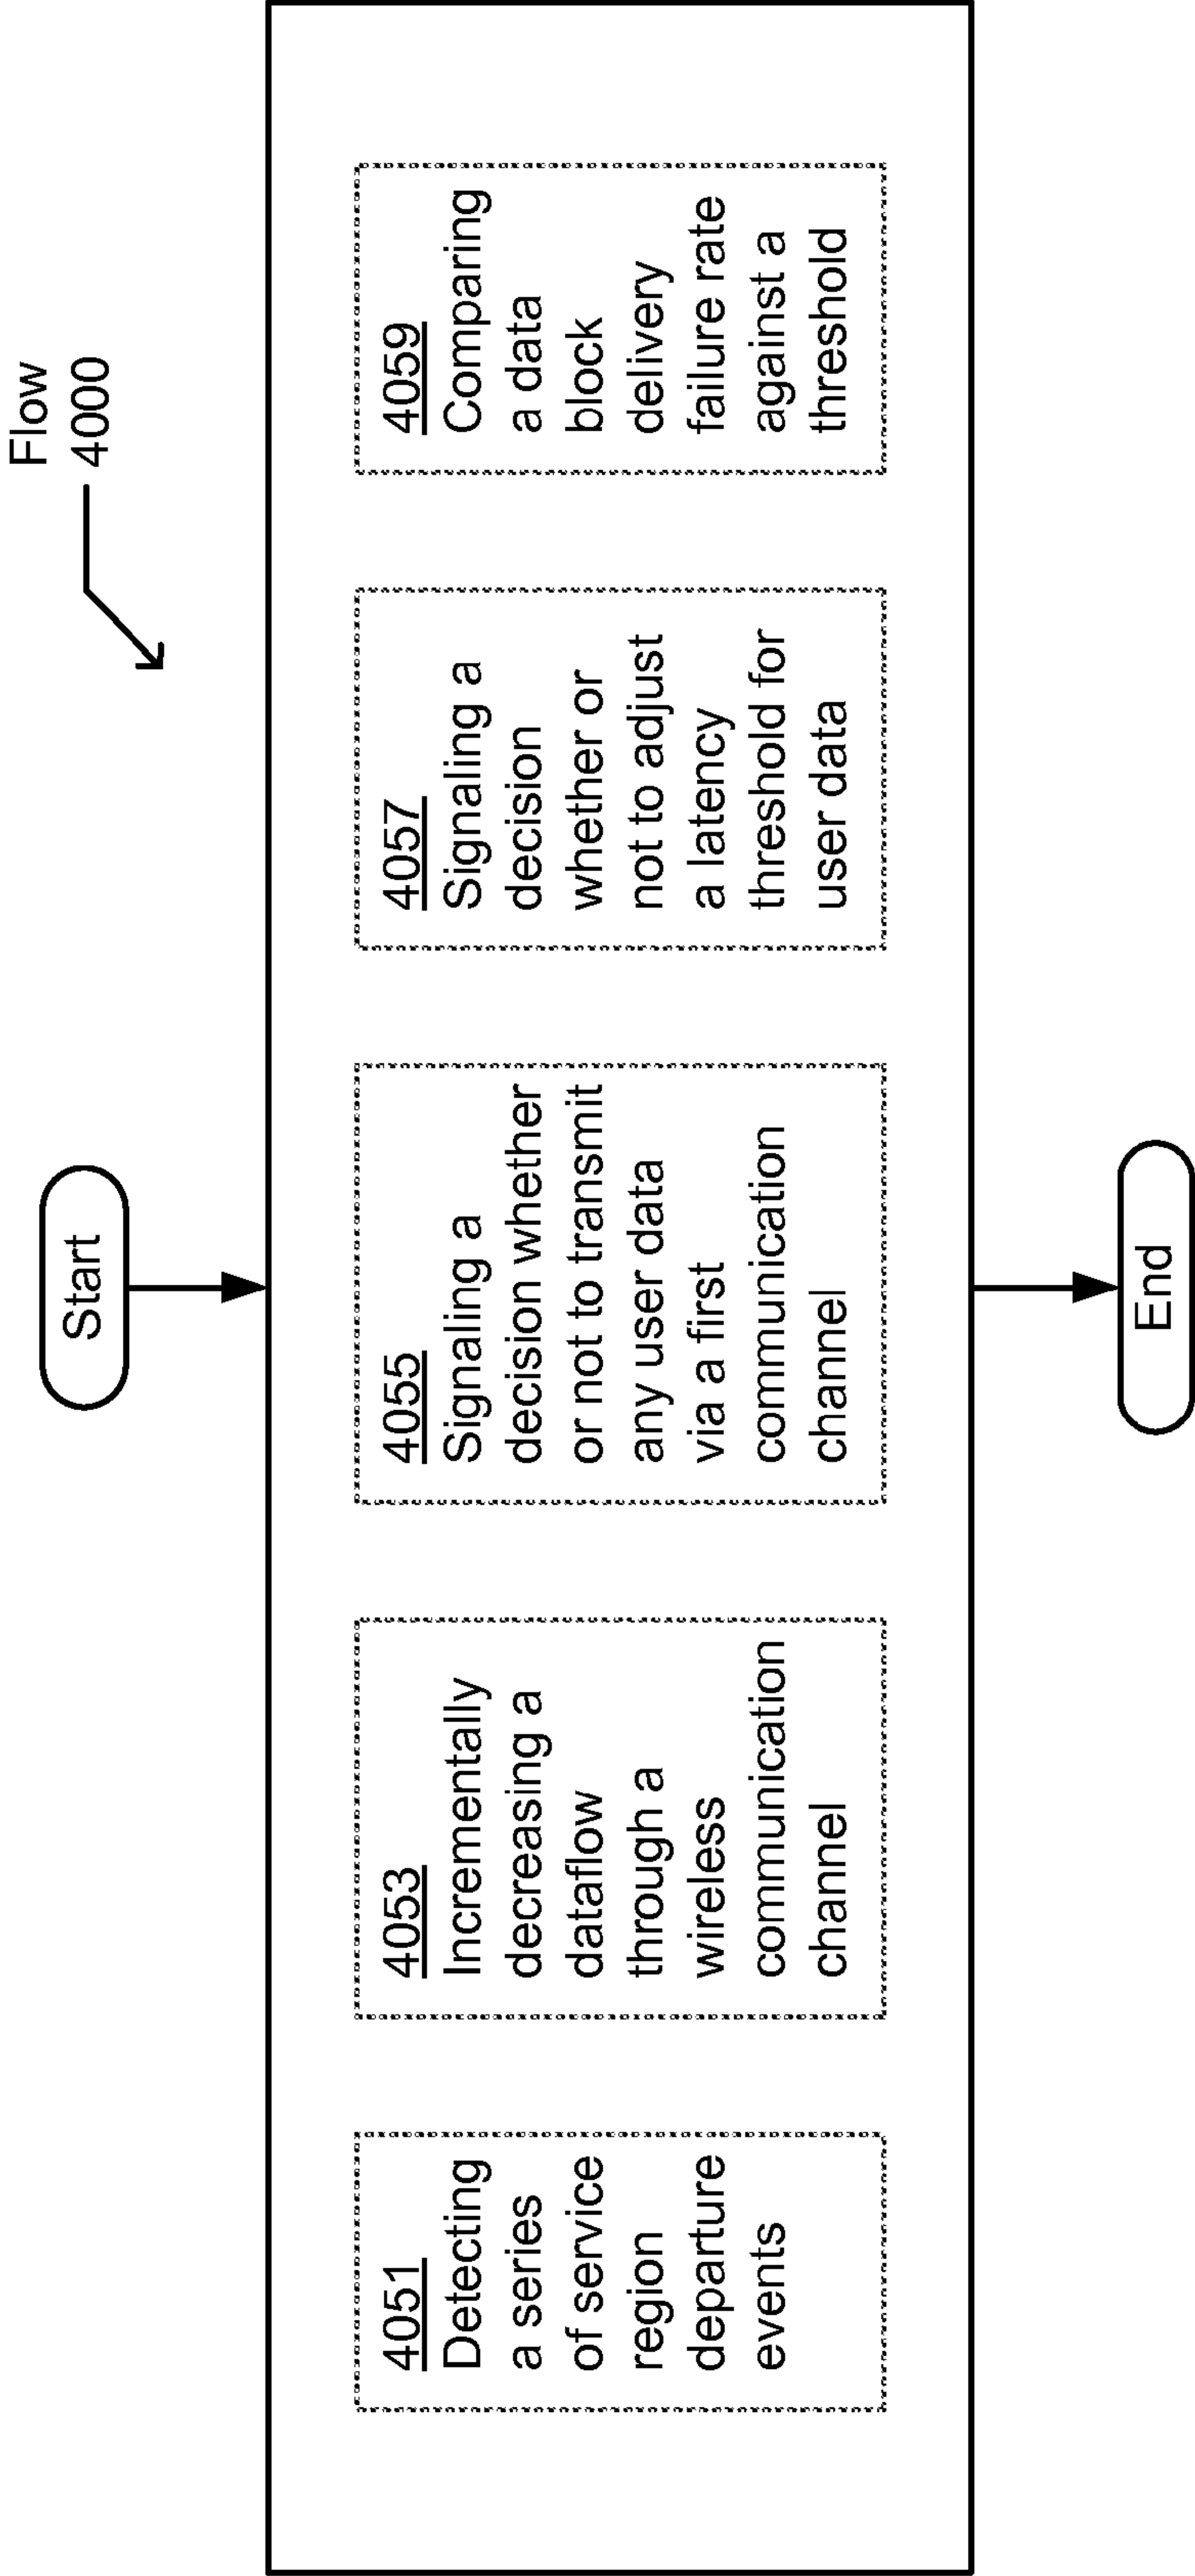 Flow
4000
Start
4051
Detecting
a series
of service
region
departure
events
4053
Incrementally
decreasing a
dataflow
through a
wireless
communication
channel
4055
Signaling a
decision whether
or not to transmit
any user data
via a first
communication
channel
4057
Signaling a
decision
whether or
not to adjust
a latency
threshold for
user data
4059
Comparing
a data
block
delivery
failure rate
against a
threshold
End